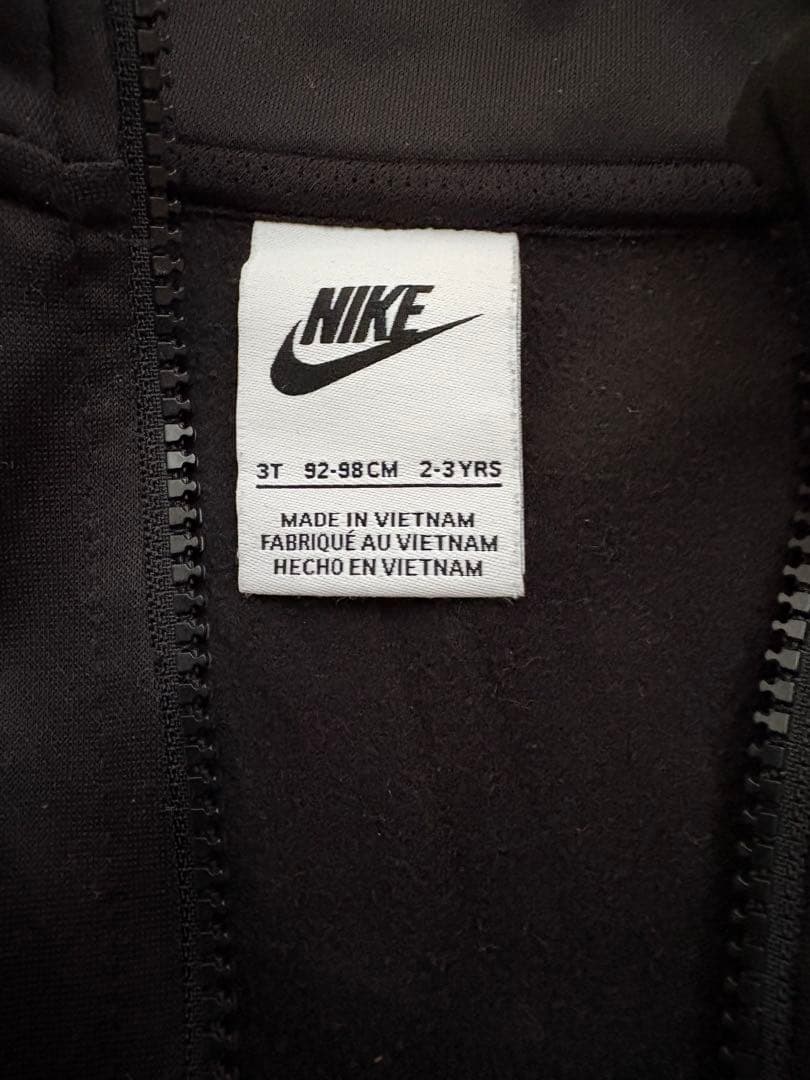 NIKE
3T 92-98CM 2-3YRS
MADE IN VIETNAM
FABRIQUÉ AU VIETNAM
HECHO EN VIETNAM